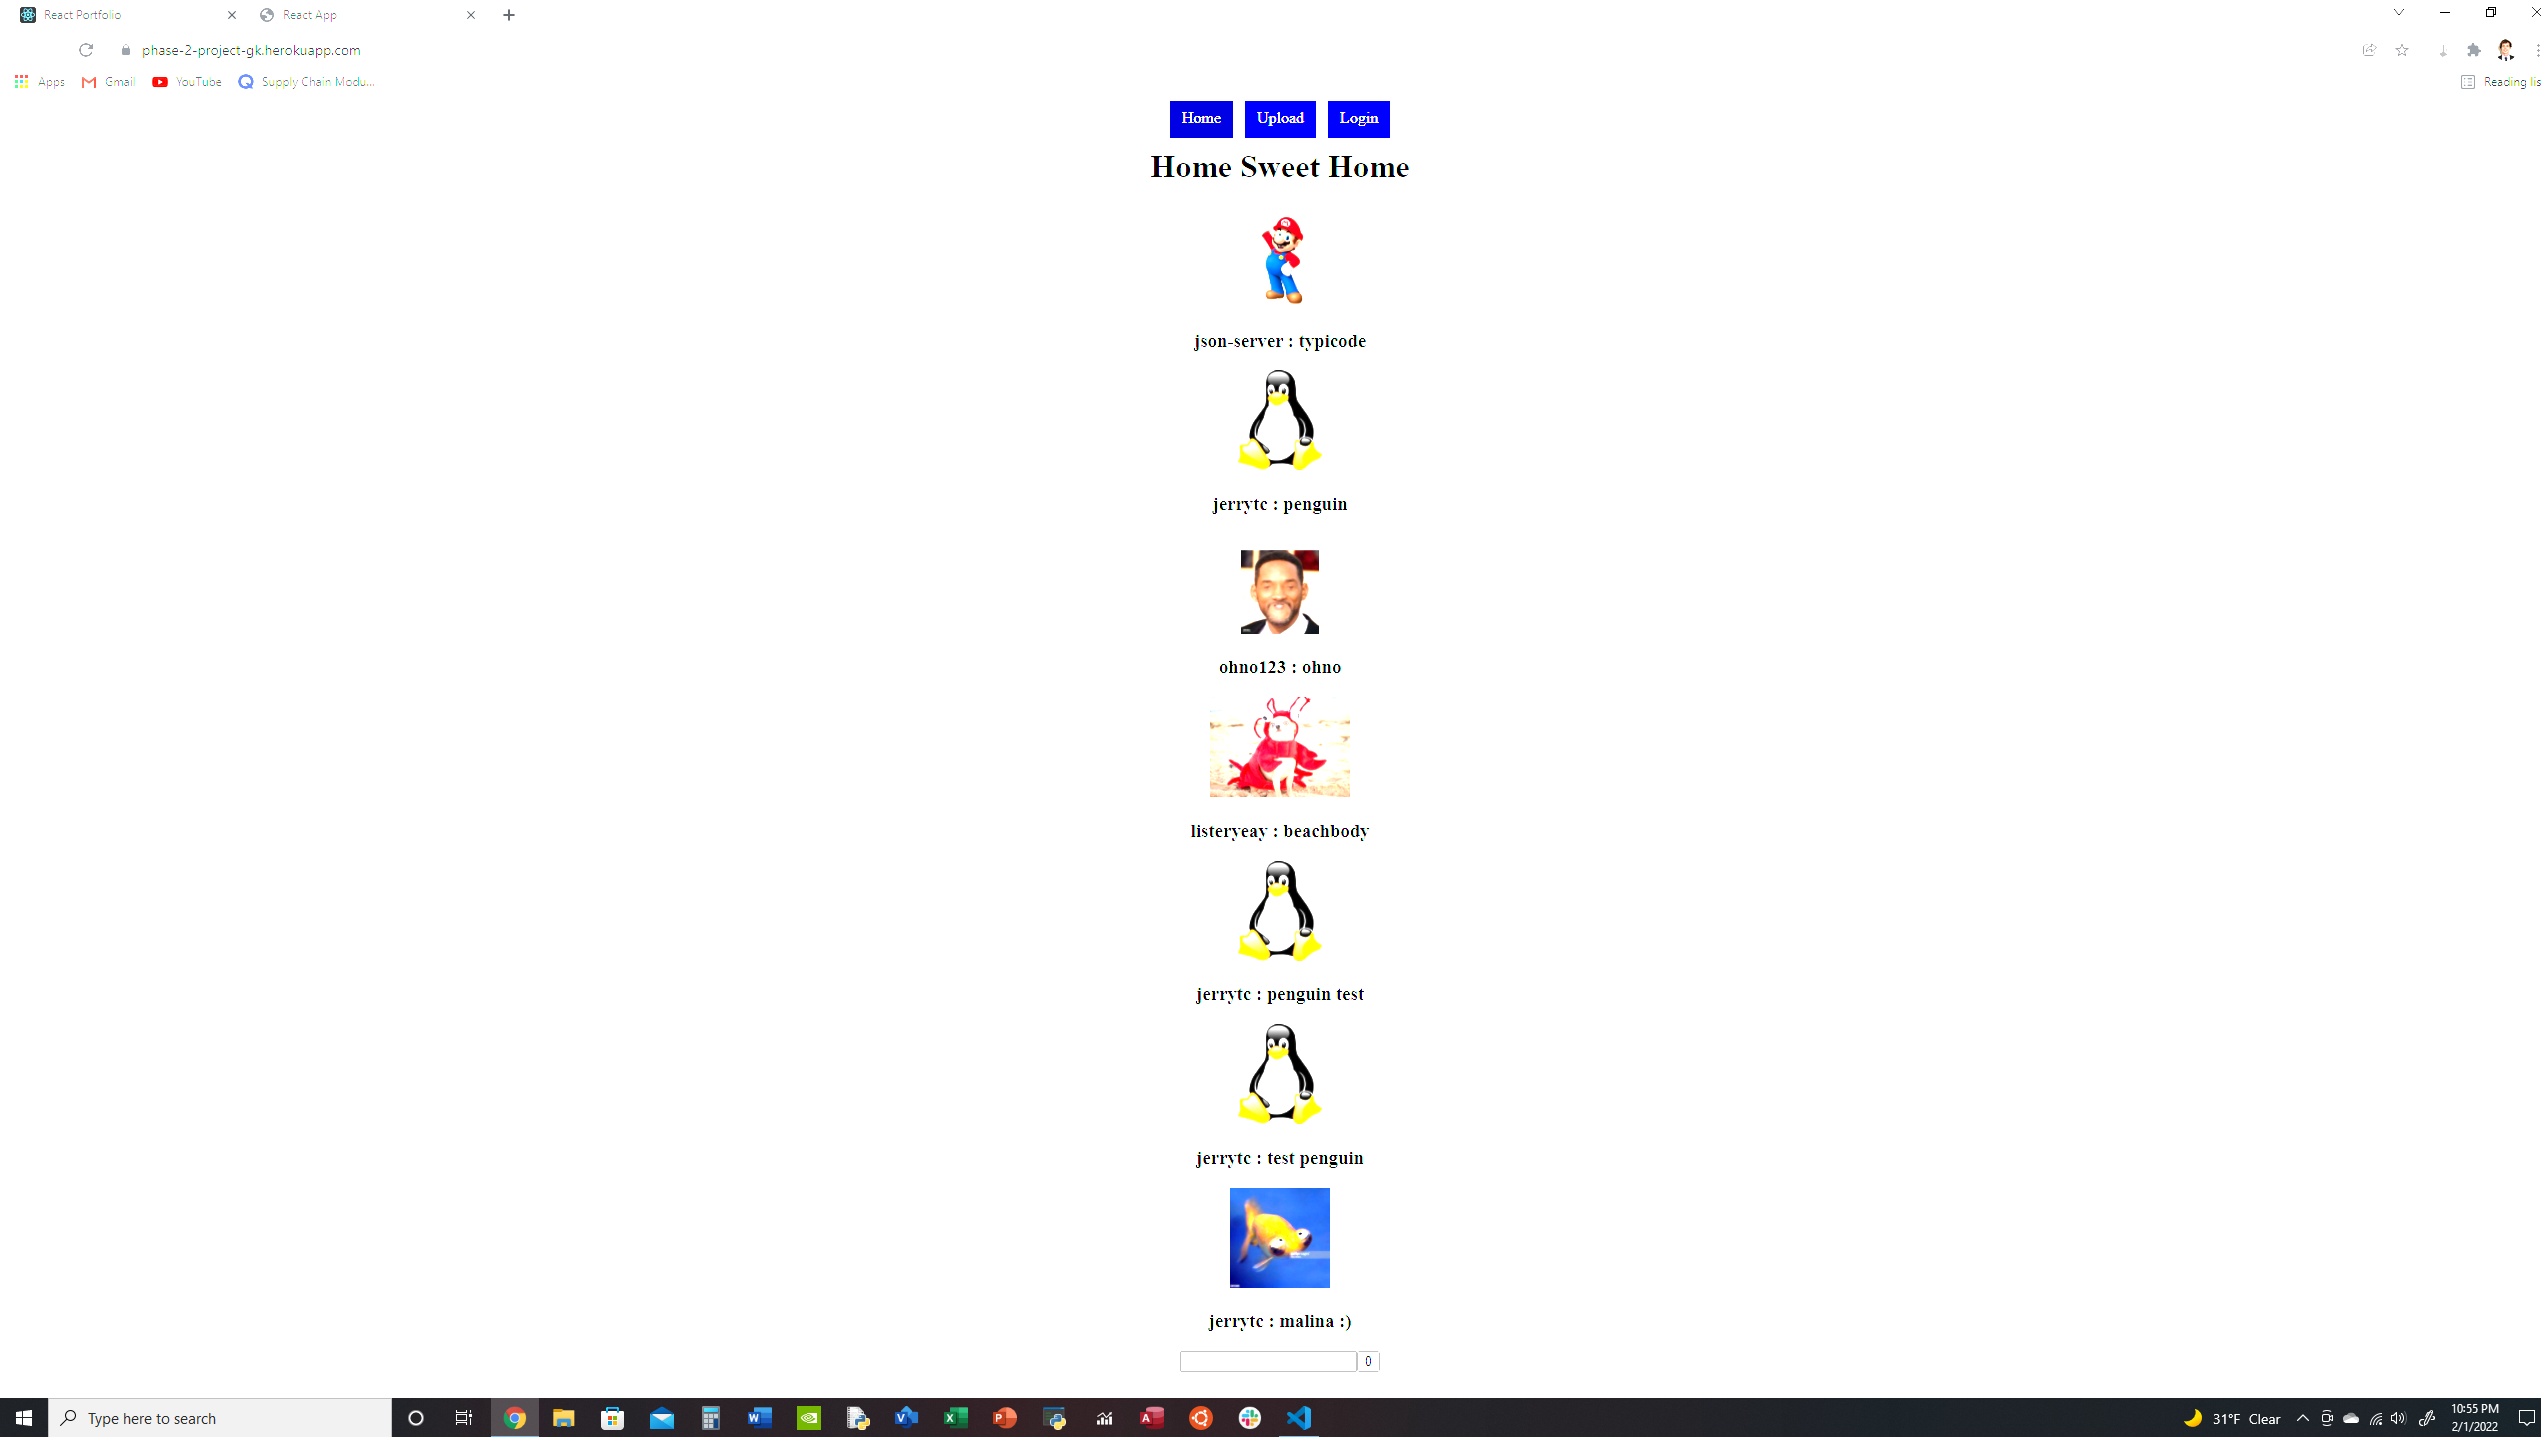 React Portfolio
React App
phase-2-project-gk.herokuapp.com
Apps
Gmail
YouTube
Supply Chain Modu...
Reading lis
Home
Upload
Login
Home Sweet Home
json-server : typicode
jerrytc : penguin
ohno123 : ohno
listeryeay : beachbody
jerrytc : penguin test
jerrytc : test penguin
jerrytc : malina :)
0
Type here to search
31°F Clear
10:55 PM
2/1/2022